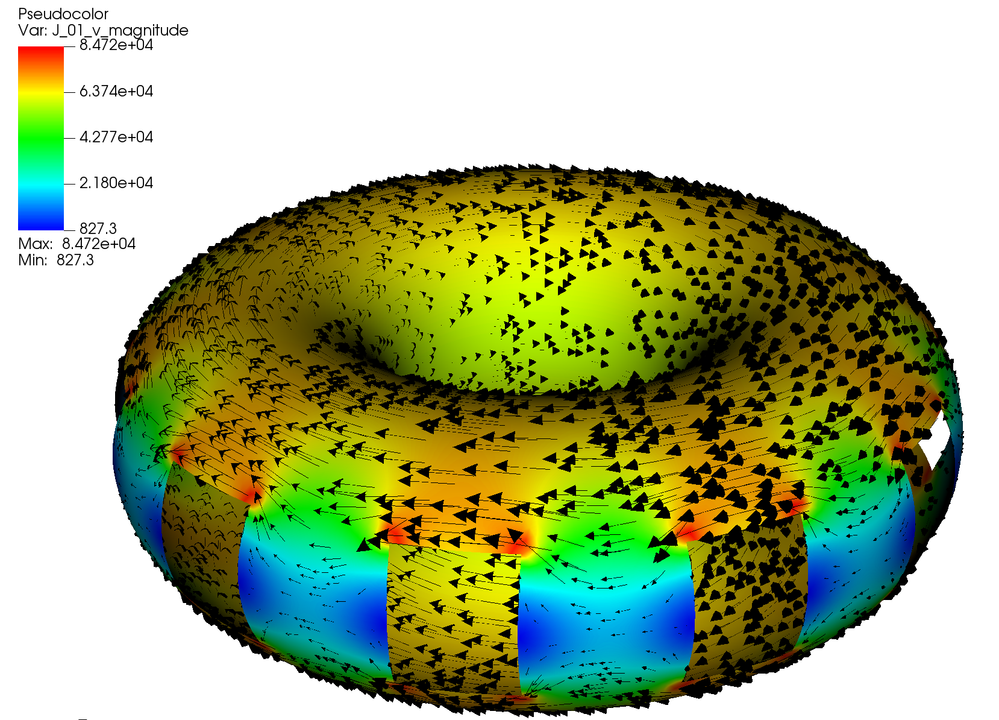 Pseudocolor
Var: J_01_v_magnitude
8.472e+04
6.374e+04
4.277e+04
2.180e+04
827.3
Max: 8.472e+04
Min: 827.3